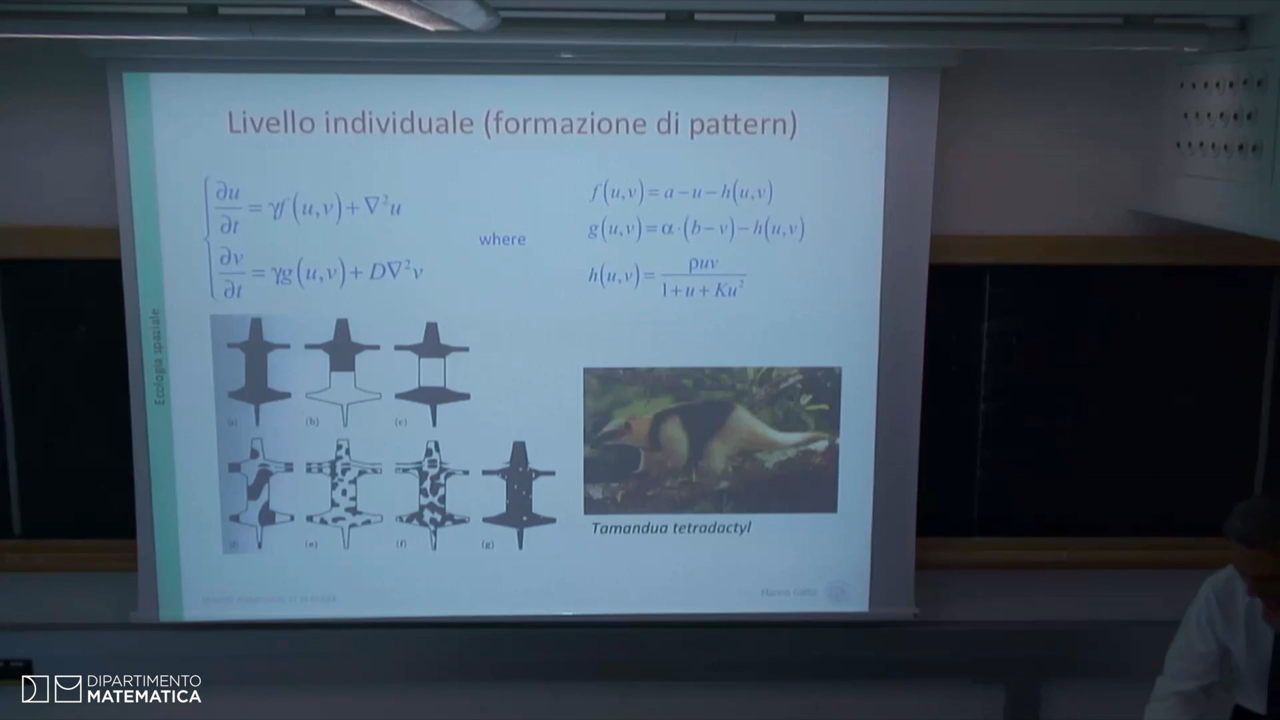 Livello individuale (formazione di pattern)
∂u/∂t = γf(u,v) + ∇²u
∂v/∂t = γg(u,v) + D∇²v
where
f(u,v) = a − u − h(u,v)
g(u,v) = α·(b − v) − h(u,v)
h(u,v) = ρuv / 1 + u + Ku²
Ecologia spaziale
(a) (b) (c)
(d) (e) (f) (g)
Tamandua tetradactyl
DIPARTIMENTO
MATEMATICA